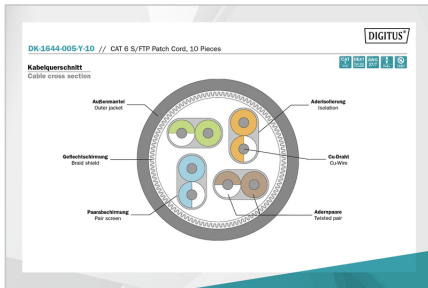 DIGITUS®
DK-1644-005-Y-10 // CAT 6 S/FTP Patch Cord, 10 Pieces
Kabelquerschnitt
Cable cross section
Außenmantel
Outer jacket
Aderisolierung
Isolation
Geflechtschirmung
Braid shield
Cu-Draht
Cu-Wire
Paarabschirmung
Pair screen
Adernpaare
Twisted pair